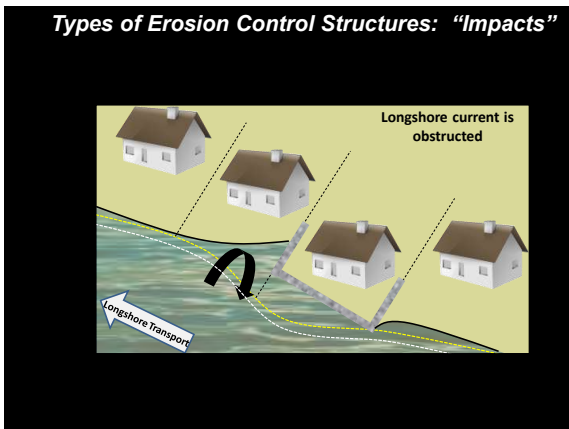 Types of Erosion Control Structures: “Impacts”
Longshore current is
obstructed
Longshore Transport